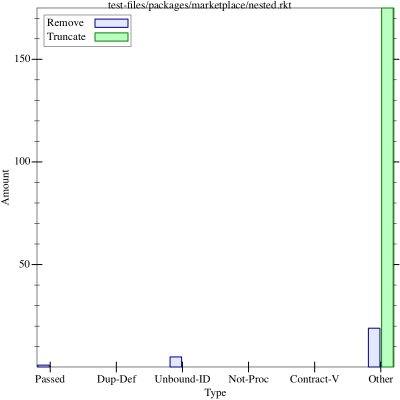 test-files/packages/marketplace/nested.rkt
Remove
Truncate
150
100
50
Amount
Passed Dup-Def Unbound-ID Not-Proc Contract-V Other
Type